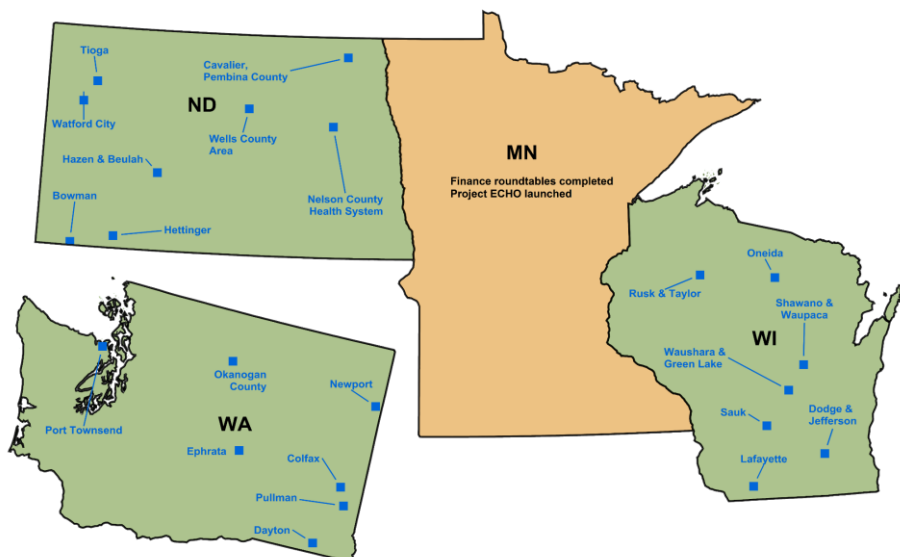 Tioga
Cavalier,
Pembina County
ND
Watford City
Wells County
Area
Hazen & Beulah
Nelson County
Health System
Bowman
Hettinger
MN
Finance roundtables completed
Project ECHO launched
Oneida
Rusk & Taylor
Shawano &
Waupaca
WI
Waushara &
Green Lake
Sauk
Dodge &
Jefferson
Lafayette
Okanogan
County
Newport
WA
Port Townsend
Ephrata
Colfax
Pullman
Dayton